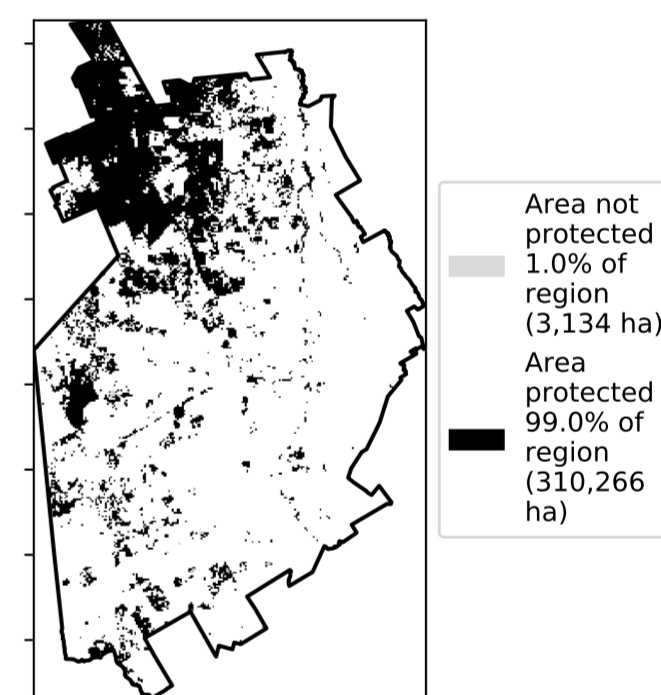 Area not
protected
1.0% of
region
(3,134 ha)
Area
protected
99.0% of
region
(310,266
ha)